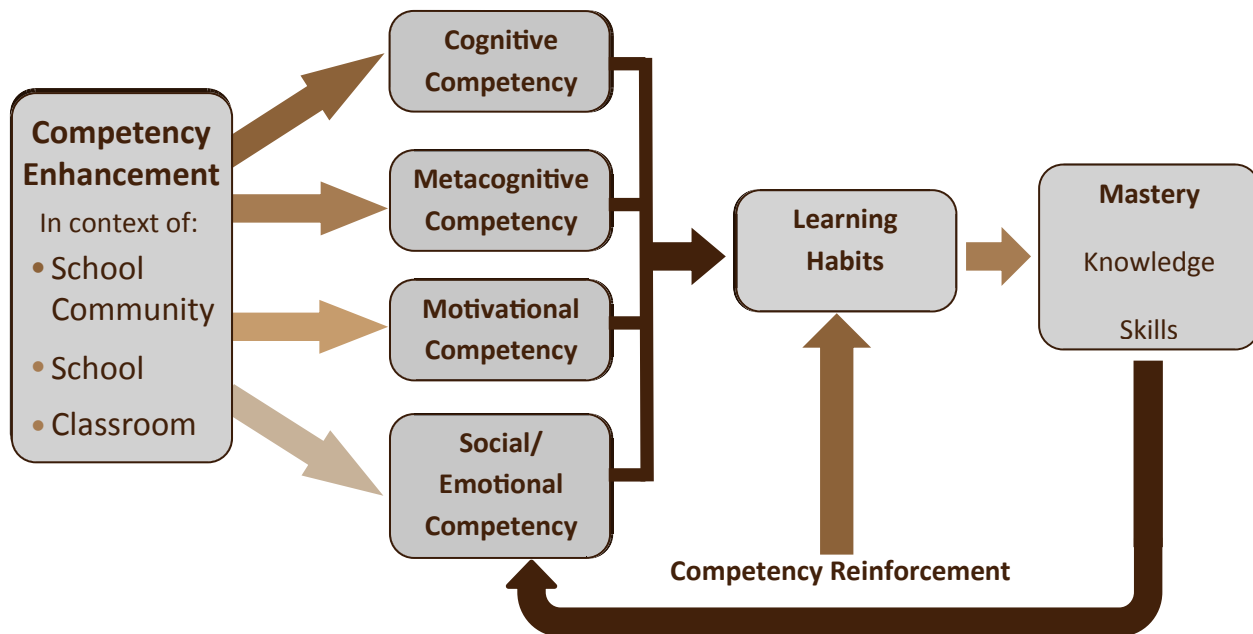 Competency
Enhancement
In context of:
• School
Community
• School
• Classroom
Cognitive
Competency
Metacognitive
Competency
Motivational
Competency
Social/
Emotional
Competency
Learning
Habits
Mastery
Knowledge
Skills
Competency Reinforcement